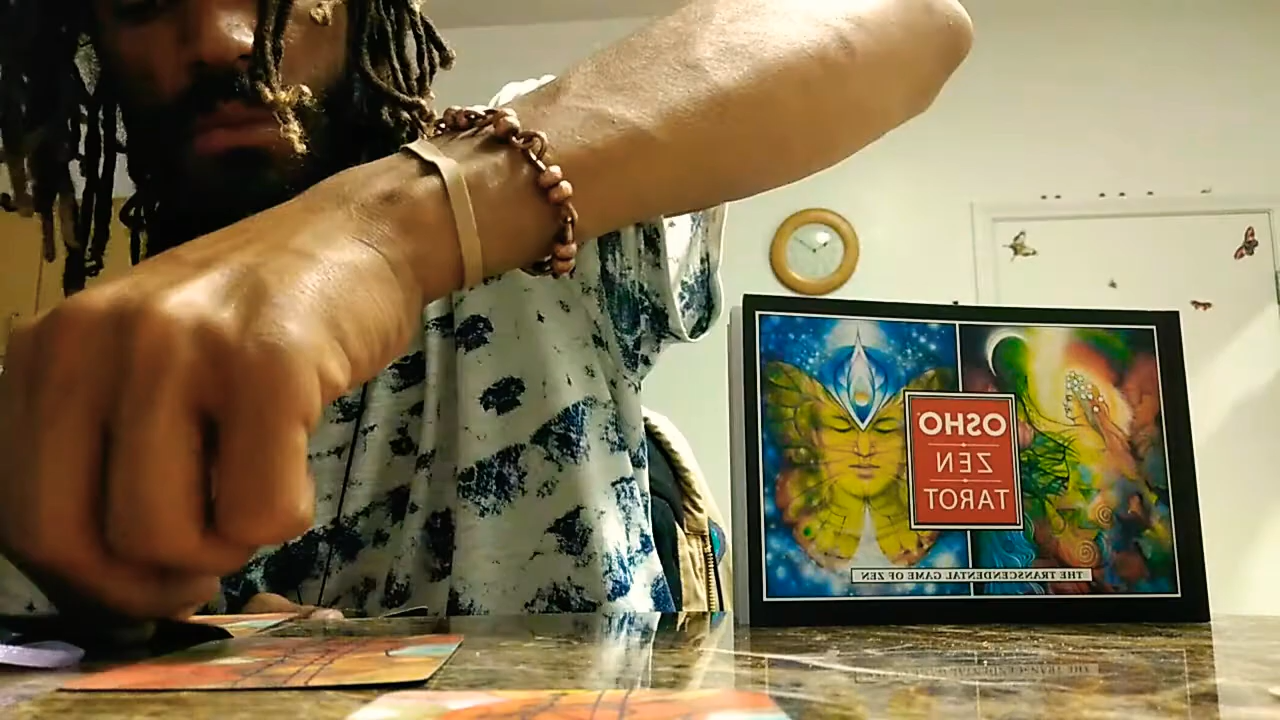 OSHO
ZEN
TAROT
THE TRANSCENDENTAL GAME OF ZEN